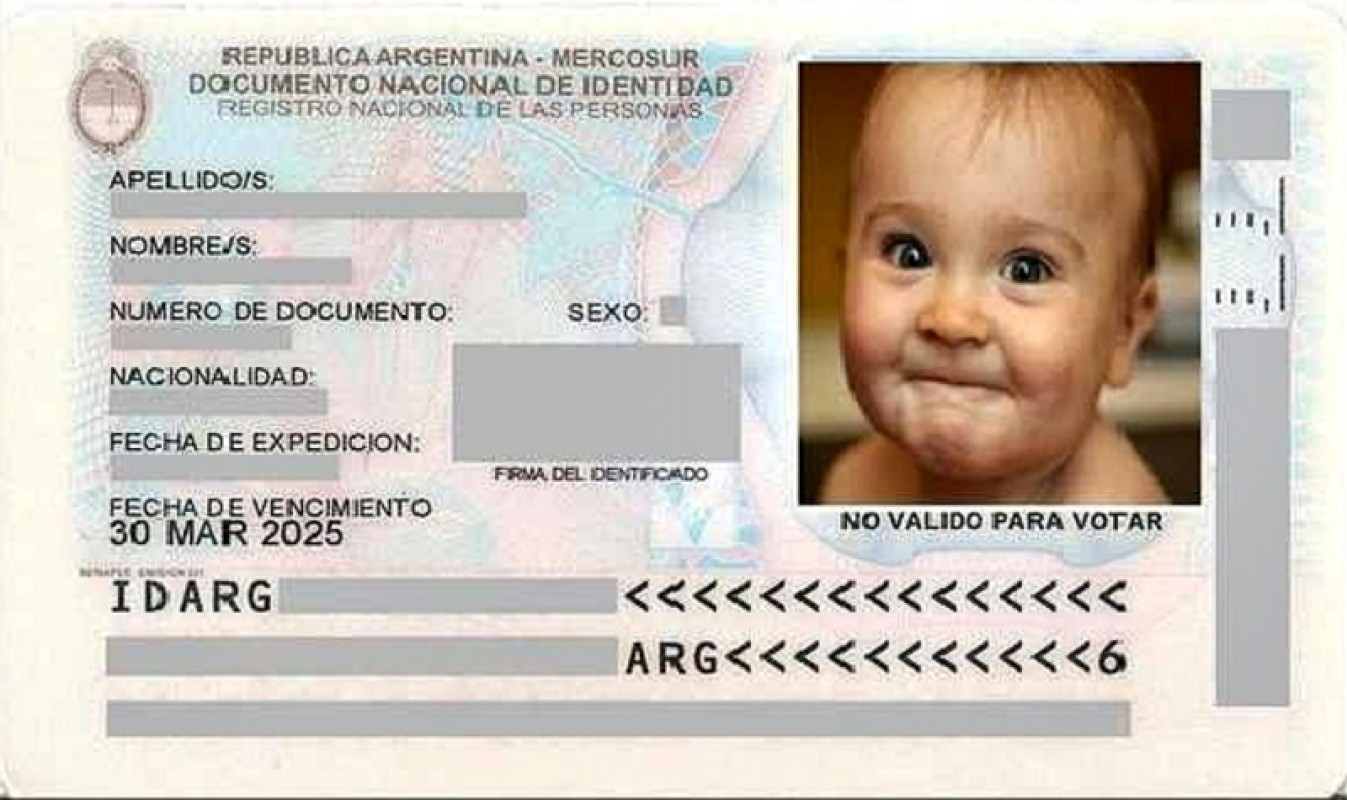 REPUBLICA ARGENTINA - MERCOSUR
DOCUMENTO NACIONAL DE IDENTIDAD
REGISTRO NACIONAL DE LAS PERSONAS
APELLIDO/S:
NOMBRE/S:
NUMERO DE DOCUMENTO:
SEXO:
NACIONALIDAD:
FECHA DE EXPEDICION:
FIRMA DEL IDENTIFICADO
FECHA DE VENCIMIENTO
30 MAR 2025
NO VALIDO PARA VOTAR
IDARG <<<<<<<<<<<<<<<
ARG<<<<<<<<<<<6